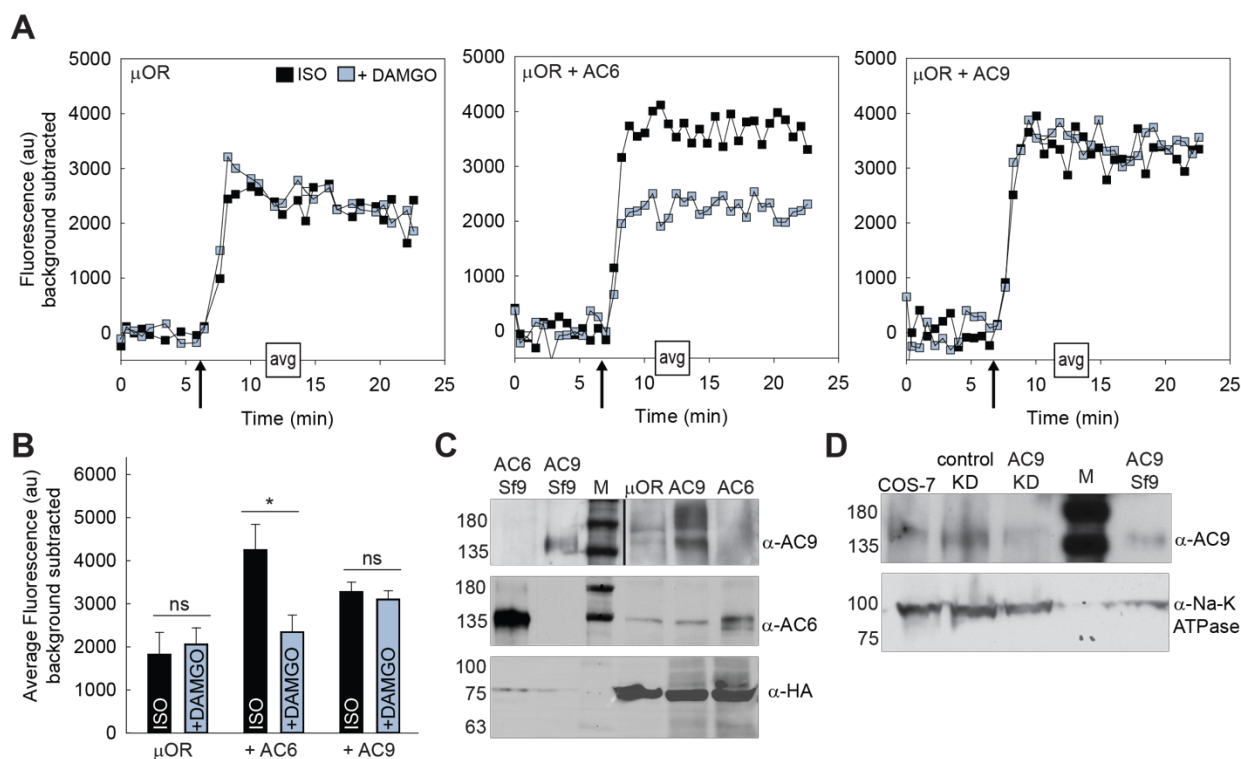 A
Fluorescence (au)
background subtracted
5000
4000
3000
2000
1000
0
μOR
ISO
+ DAMGO
avg
0
5
10
15
20
25
Time (min)
5000
4000
3000
2000
1000
0
μOR + AC6
avg
0
5
10
15
20
25
Time (min)
5000
4000
3000
2000
1000
0
μOR + AC9
avg
0
5
10
15
20
25
Time (min)
B
Average Fluorescence (au)
background subtracted
6000
5000
4000
3000
2000
1000
0
ns
*
ns
ISO
+DAMGO
ISO
+DAMGO
ISO
+DAMGO
μOR
+ AC6
+ AC9
C
AC6
Sf9
AC9
Sf9
M
μOR
AC9
AC6
180
135
α-AC9
180
135
α-AC6
100
75
63
α-HA
D
COS-7
control
KD
AC9
KD
M
AC9
Sf9
180
135
α-AC9
100
75
α-Na-K
ATPase